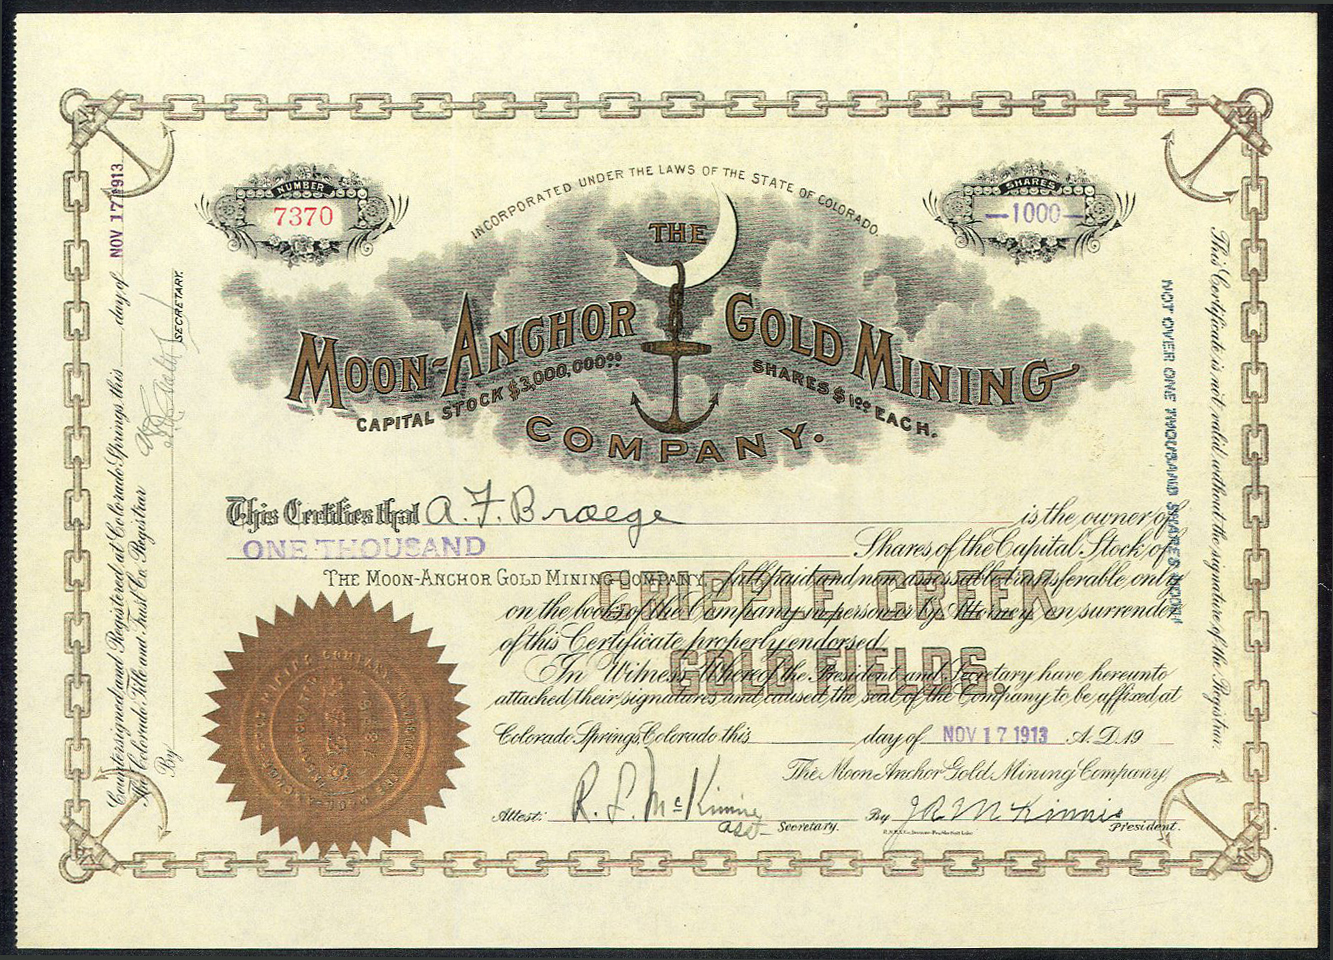 INCORPORATED UNDER THE LAWS OF THE STATE OF COLORADO.
NUMBER
7370
SHARES
—1000—
THE
MOON-ANCHOR GOLD MINING
CAPITAL STOCK $3,000,000.00 SHARES $1.00 EACH.
COMPANY.
This Certifies that A. F. Braege is the owner of
ONE THOUSAND Shares of the Capital Stock of
THE MOON-ANCHOR GOLD MINING COMPANY, full paid and non assessable transferable only
on the books of the Company in person or by Attorney on surrender
of this Certificate properly endorsed.
CRIPPLE CREEK
GOLD FIELDS
In Witness Whereof the President and Secretary have hereunto
attached their signatures and caused the seal of the Company to be affixed at
Colorado Springs, Colorado this day of NOV 17 1913 A.D. 19
The Moon Anchor Gold Mining Company,
Attest: R. L. McKinnie Asst Secretary. By J R McKinnie President.
Countersigned and Registered at Colorado Springs this day of NOV 17 1913
The Colorado Title and Trust Co. Registrar
By SECRETARY.
This Certificate is not valid without the signature of the Registrar.
NOT OVER ONE THOUSAND SHARES